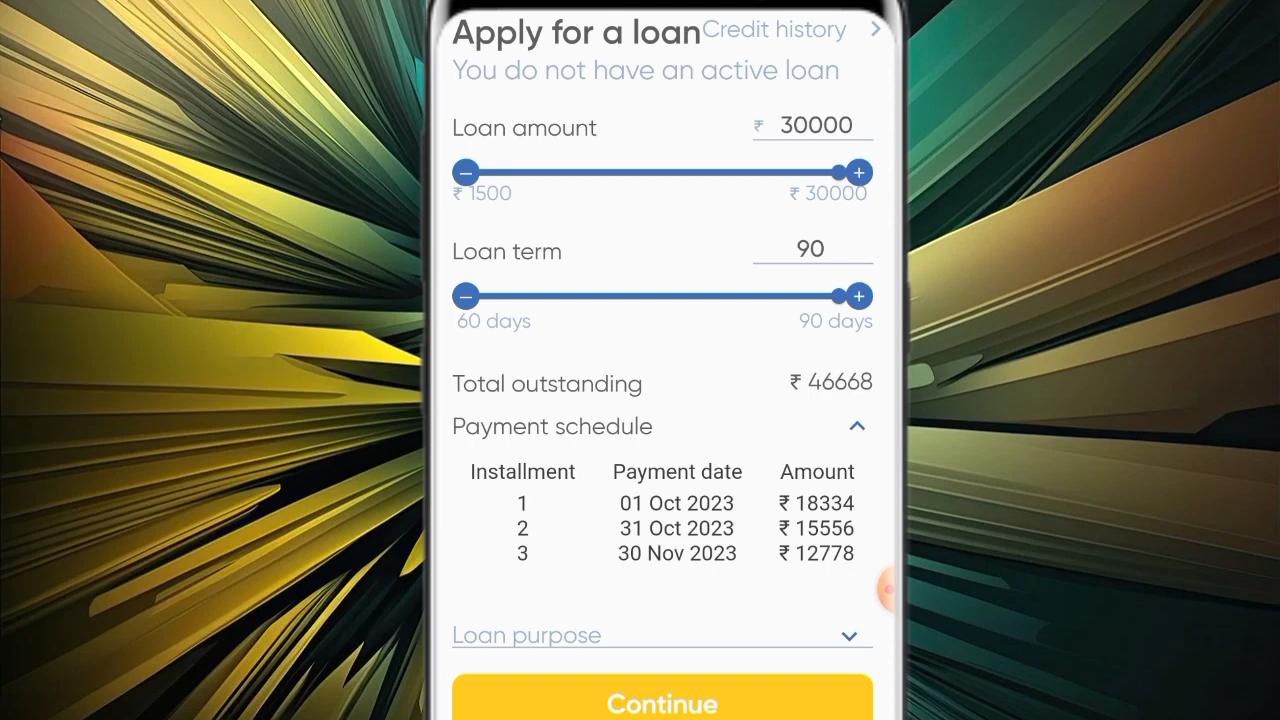 Apply for a loan Credit history
You do not have an active loan
Loan amount ₹ 30000
₹ 1500 ₹ 30000
Loan term 90
60 days 90 days
Total outstanding ₹ 46668
Payment schedule
Installment Payment date Amount
1 01 Oct 2023 ₹ 18334
2 31 Oct 2023 ₹ 15556
3 30 Nov 2023 ₹ 12778
Loan purpose
Continue